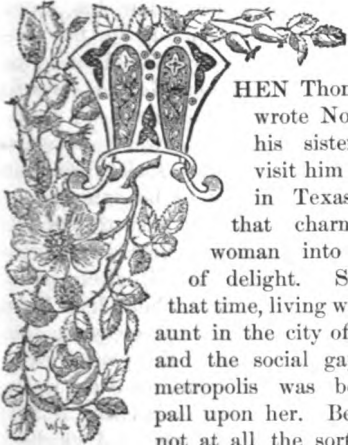 WHEN Thor
wrote No
his sister
visit him
in Texas
that charm
woman into
of delight. S
that time, living w
aunt in the city of
and the social ga
metropolis was be
pall upon her. Be
not at all the sort